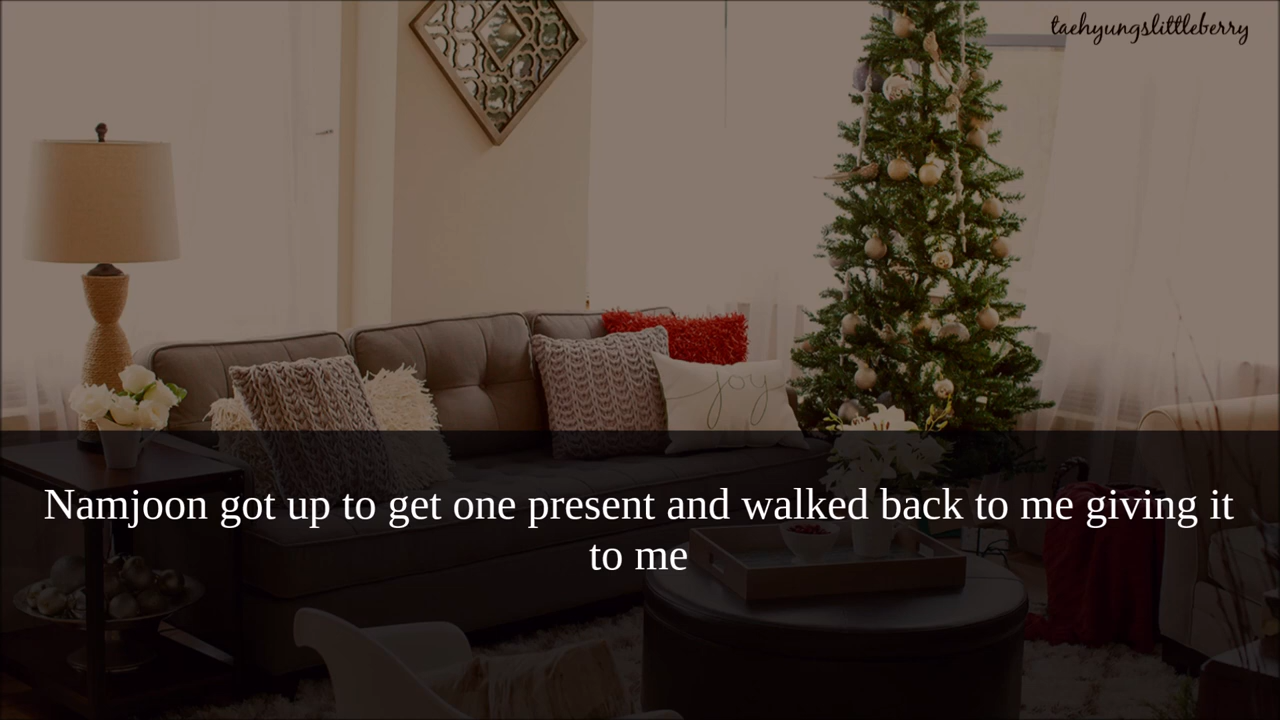 taehyungslittleberry
joy
Namjoon got up to get one present and walked back to me giving it
to me